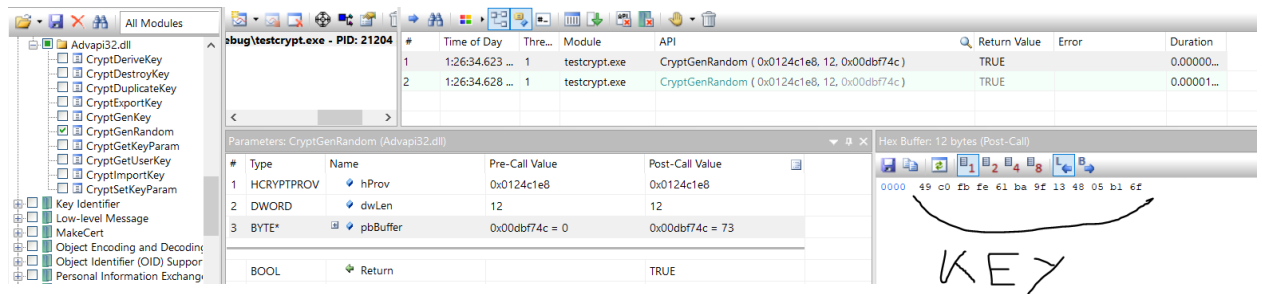 All Modules
Advapi32.dll
CryptDeriveKey
CryptDestroyKey
CryptDuplicateKey
CryptExportKey
CryptGenKey
CryptGenRandom
CryptGetKeyParam
CryptGetUserKey
CryptImportKey
CryptSetKeyParam
Key Identifier
Low-level Message
MakeCert
Object Encoding and Decoding
Object Identifier (OID) Suppor
Personal Information Exchang
ebug\testcrypt.exe - PID: 21204
# Time of Day Thre... Module API Return Value Error Duration
1 1:26:34.623 ... 1 testcrypt.exe CryptGenRandom ( 0x0124c1e8, 12, 0x00dbf74c ) TRUE 0.00000...
2 1:26:34.628 ... 1 testcrypt.exe CryptGenRandom ( 0x0124c1e8, 12, 0x00dbf74c ) TRUE 0.00001...
Parameters: CryptGenRandom (Advapi32.dll)
# Type Name Pre-Call Value Post-Call Value
1 HCRYPTPROV hProv 0x0124c1e8 0x0124c1e8
2 DWORD dwLen 12 12
3 BYTE* pbBuffer 0x00dbf74c = 0 0x00dbf74c = 73
BOOL Return TRUE
Hex Buffer: 12 bytes (Post-Call)
1 2 4 8 L B
0000 49 c0 fb fe 61 ba 9f 13 48 05 b1 6f
KEY